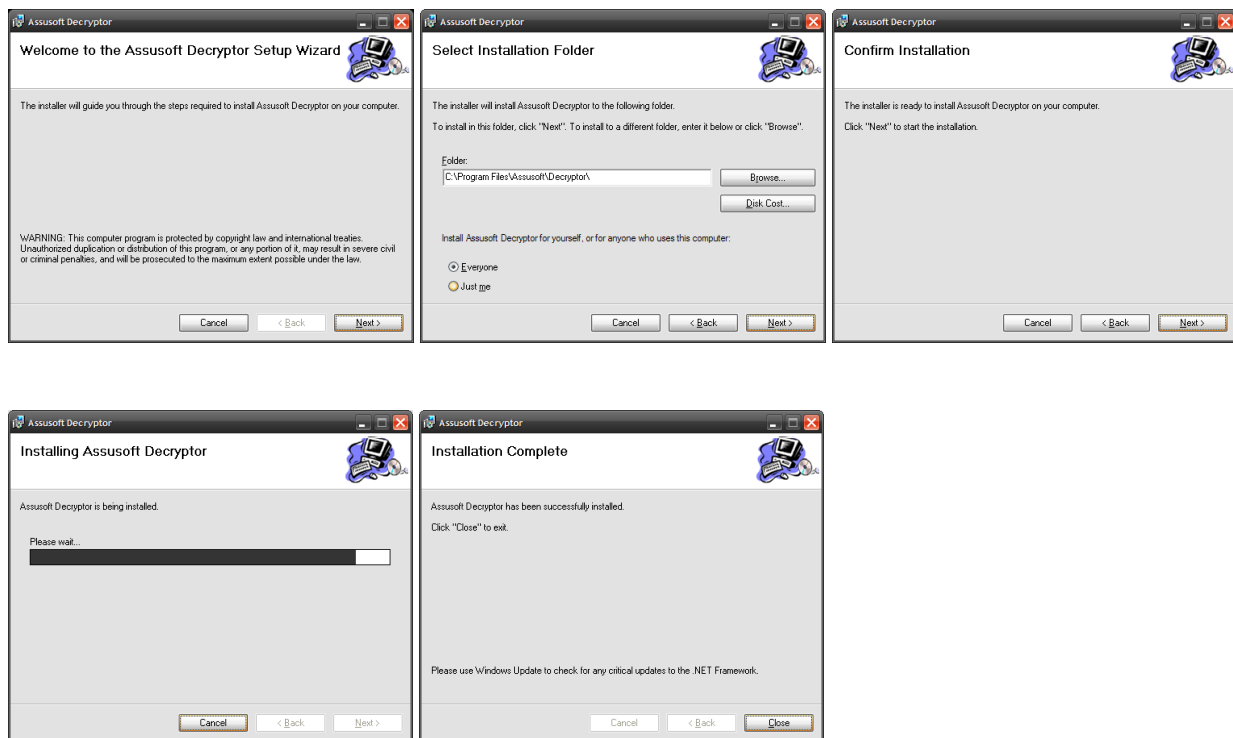 Assusoft Decryptor
Welcome to the Assusoft Decryptor Setup Wizard
The installer will guide you through the steps required to install Assusoft Decryptor on your computer.
WARNING: This computer program is protected by copyright law and international treaties.
Unauthorized duplication or distribution of this program, or any portion of it, may result in severe civil
or criminal penalties, and will be prosecuted to the maximum extent possible under the law.
Cancel
< Back
Next >
Assusoft Decryptor
Select Installation Folder
The installer will install Assusoft Decryptor to the following folder.
To install in this folder, click "Next". To install to a different folder, enter it below or click "Browse".
Folder:
C:\Program Files\Assusoft\Decryptor\
Browse...
Disk Cost...
Install Assusoft Decryptor for yourself, or for anyone who uses this computer:
Everyone
Just me
Cancel
< Back
Next >
Assusoft Decryptor
Confirm Installation
The installer is ready to install Assusoft Decryptor on your computer.
Click "Next" to start the installation.
Cancel
< Back
Next >
Assusoft Decryptor
Installing Assusoft Decryptor
Assusoft Decryptor is being installed.
Please wait...
Cancel
< Back
Next >
Assusoft Decryptor
Installation Complete
Assusoft Decryptor has been successfully installed.
Click "Close" to exit.
Please use Windows Update to check for any critical updates to the .NET Framework.
Cancel
< Back
Close